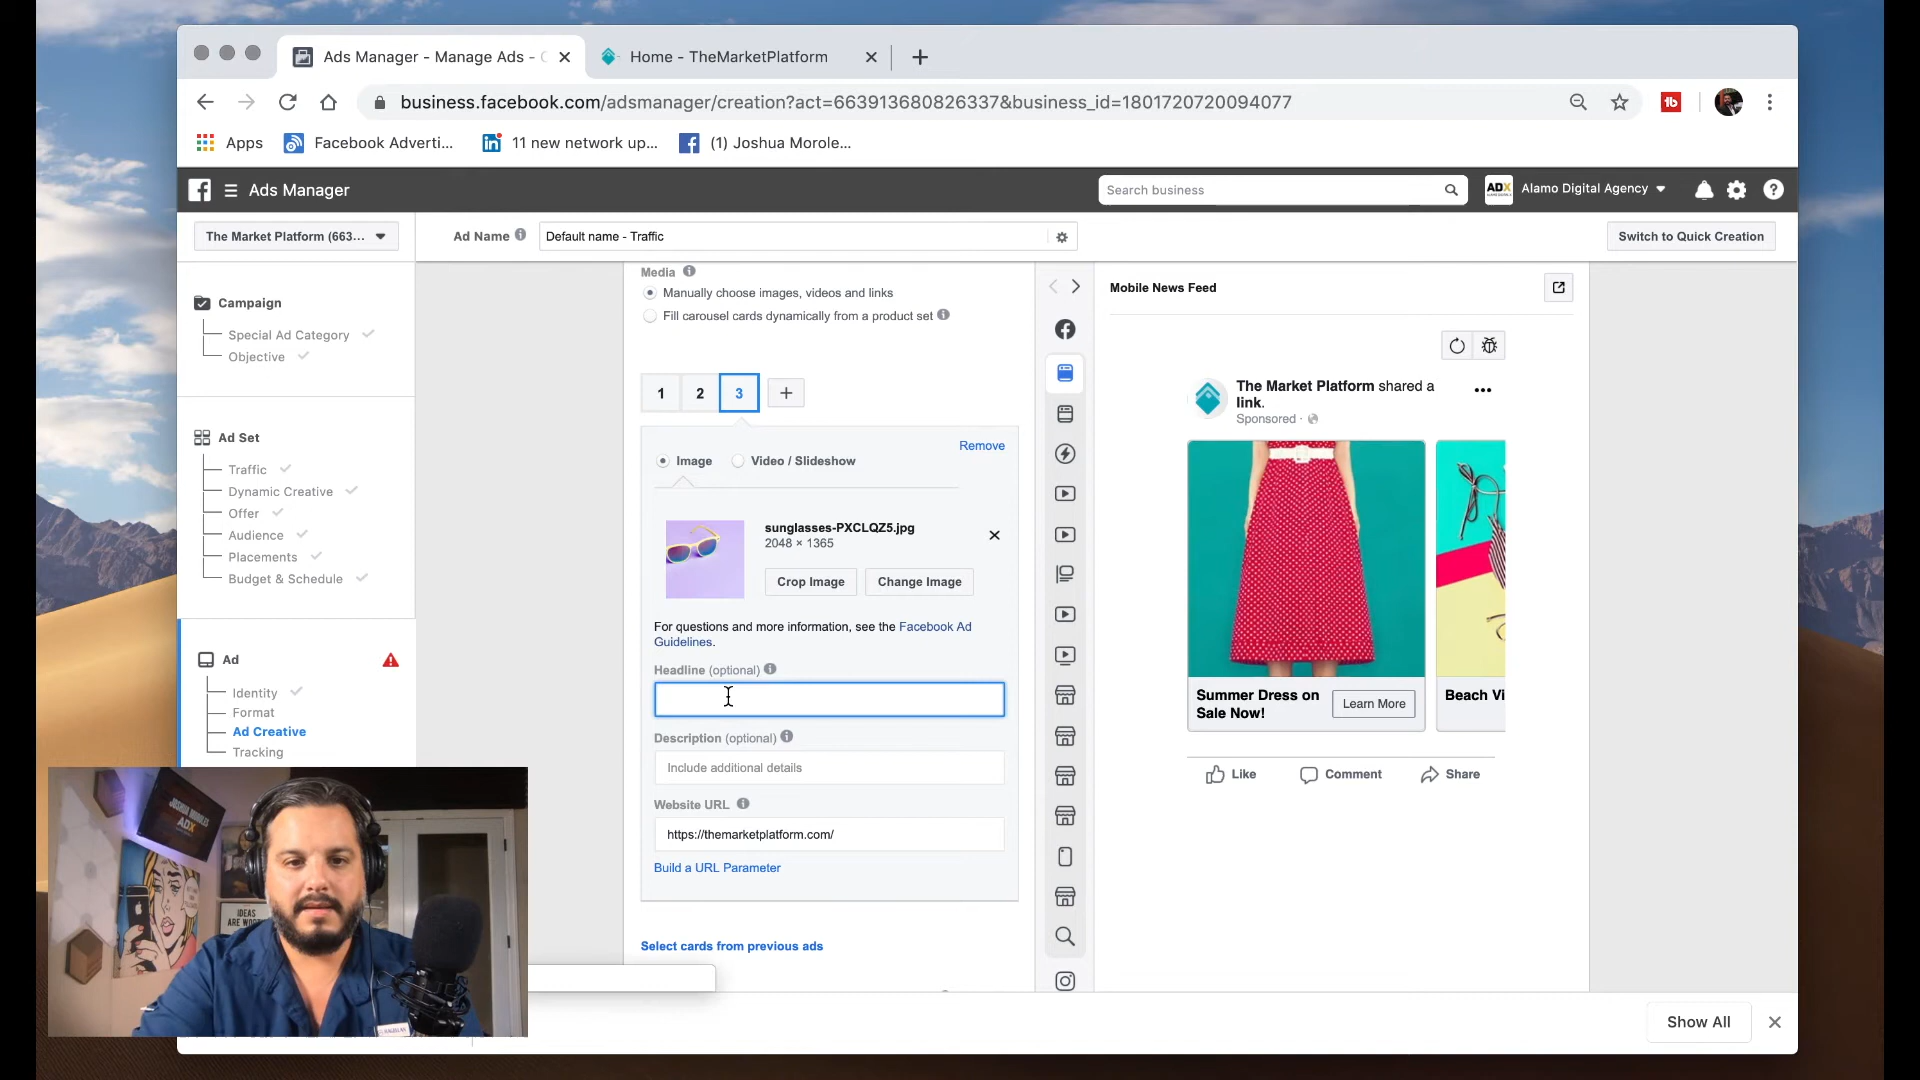 Ads Manager - Manage Ads - C
Home - TheMarketPlatform
business.facebook.com/adsmanager/creation?act=663913680826337&business_id=1801720720094077
Apps
Facebook Adverti...
11 new network up...
(1) Joshua Morole...
Ads Manager
Search business
ADX
Alamo Digital Agency
The Market Platform (663...
Ad Name
Default name - Traffic
Switch to Quick Creation
Campaign
Special Ad Category
Objective
Ad Set
Traffic
Dynamic Creative
Offer
Audience
Placements
Budget & Schedule
Ad
Identity
Format
Ad Creative
Tracking
Media
Manually choose images, videos and links
Fill carousel cards dynamically from a product set
1
2
3
Remove
Image
Video / Slideshow
sunglasses-PXCLQZ5.jpg
2048 × 1365
Crop Image
Change Image
For questions and more information, see the Facebook Ad
Guidelines.
Headline (optional)
Description (optional)
Include additional details
Website URL
https://themarketplatform.com/
Build a URL Parameter
Select cards from previous ads
Mobile News Feed
The Market Platform shared a
link.
Sponsored ·
Summer Dress on
Sale Now!
Learn More
Beach Vi
Like
Comment
Share
JOSHUA MOROLES
ADX
IDEAS
ARE WORT
Show All